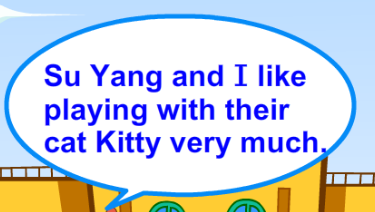 Su Yang and I like
playing with their
cat Kitty very much.